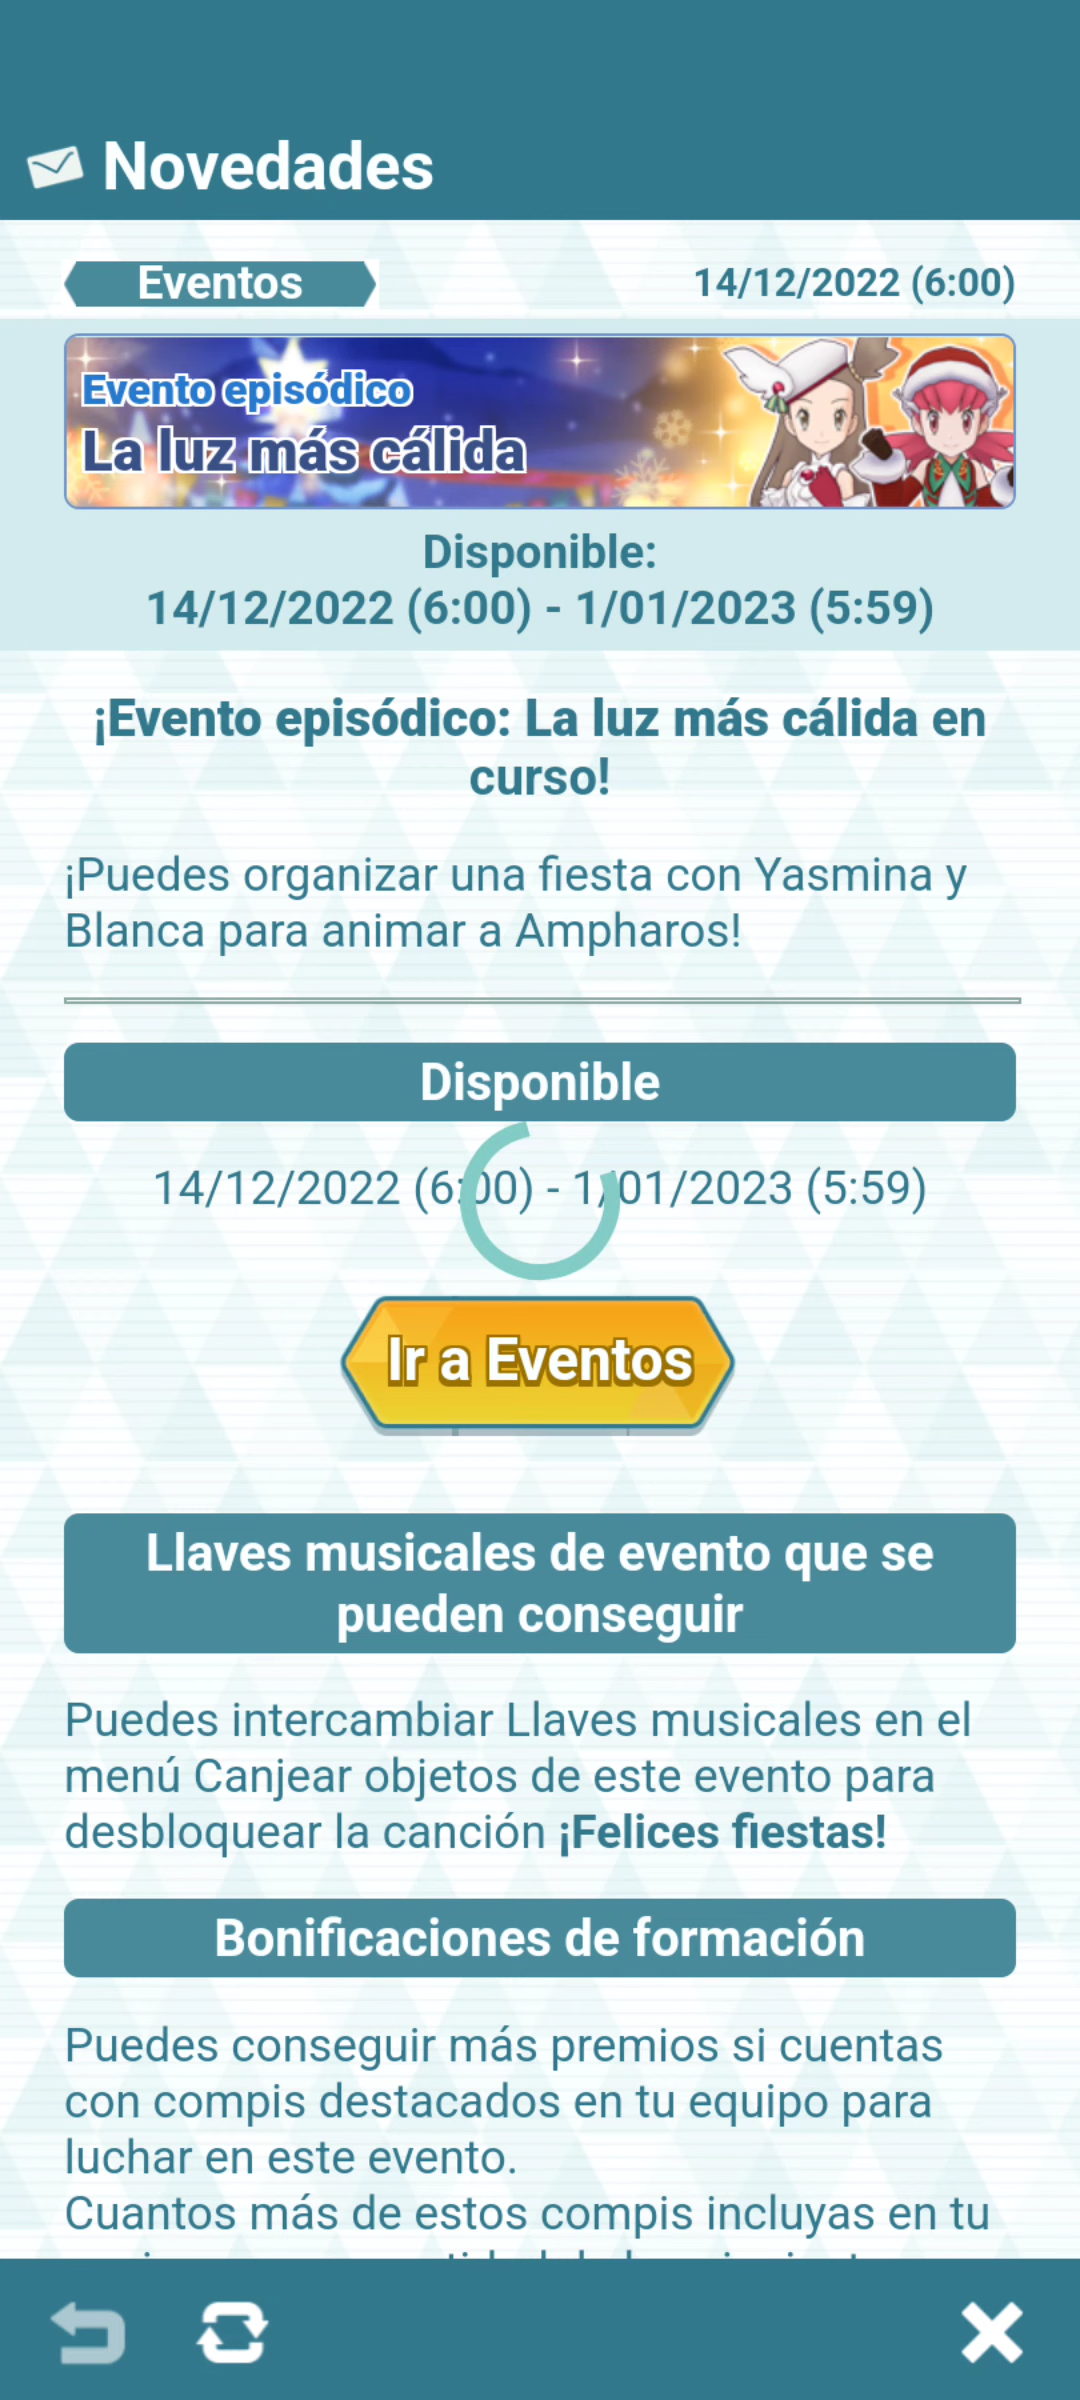 Novedades
Eventos
14/12/2022 (6:00)
Evento episódico
La luz más cálida
Disponible:
14/12/2022 (6:00) - 1/01/2023 (5:59)
¡Evento episódico: La luz más cálida en
curso!
¡Puedes organizar una fiesta con Yasmina y
Blanca para animar a Ampharos!
Disponible
14/12/2022 (6:00) - 1/01/2023 (5:59)
Ir a Eventos
Llaves musicales de evento que se
pueden conseguir
Puedes intercambiar Llaves musicales en el
menú Canjear objetos de este evento para
desbloquear la canción ¡Felices fiestas!
Bonificaciones de formación
Puedes conseguir más premios si cuentas
con compis destacados en tu equipo para
luchar en este evento.
Cuantos más de estos compis incluyas en tu